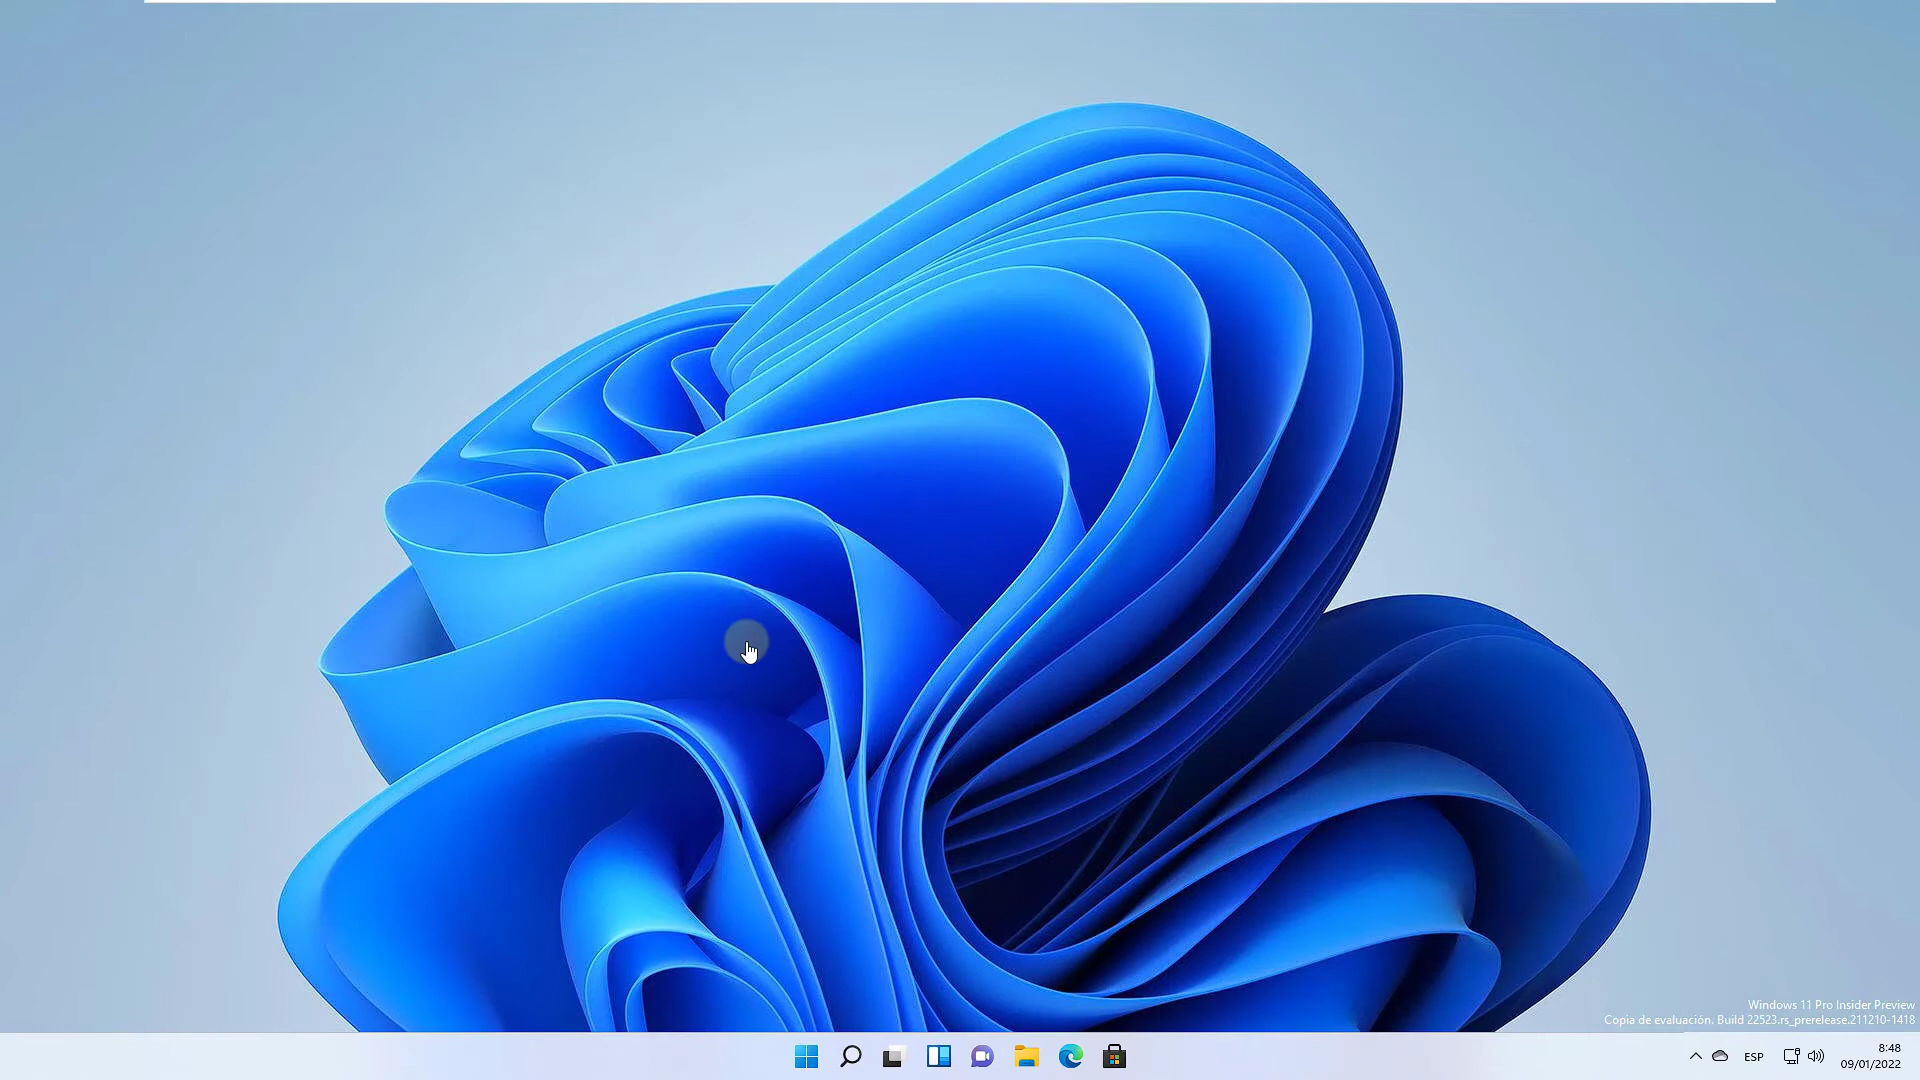 Windows 11 Pro Insider Preview
Copia de evaluación. Build 22523.rs_prerelease.211210-1418
ESP
8:48
09/01/2022